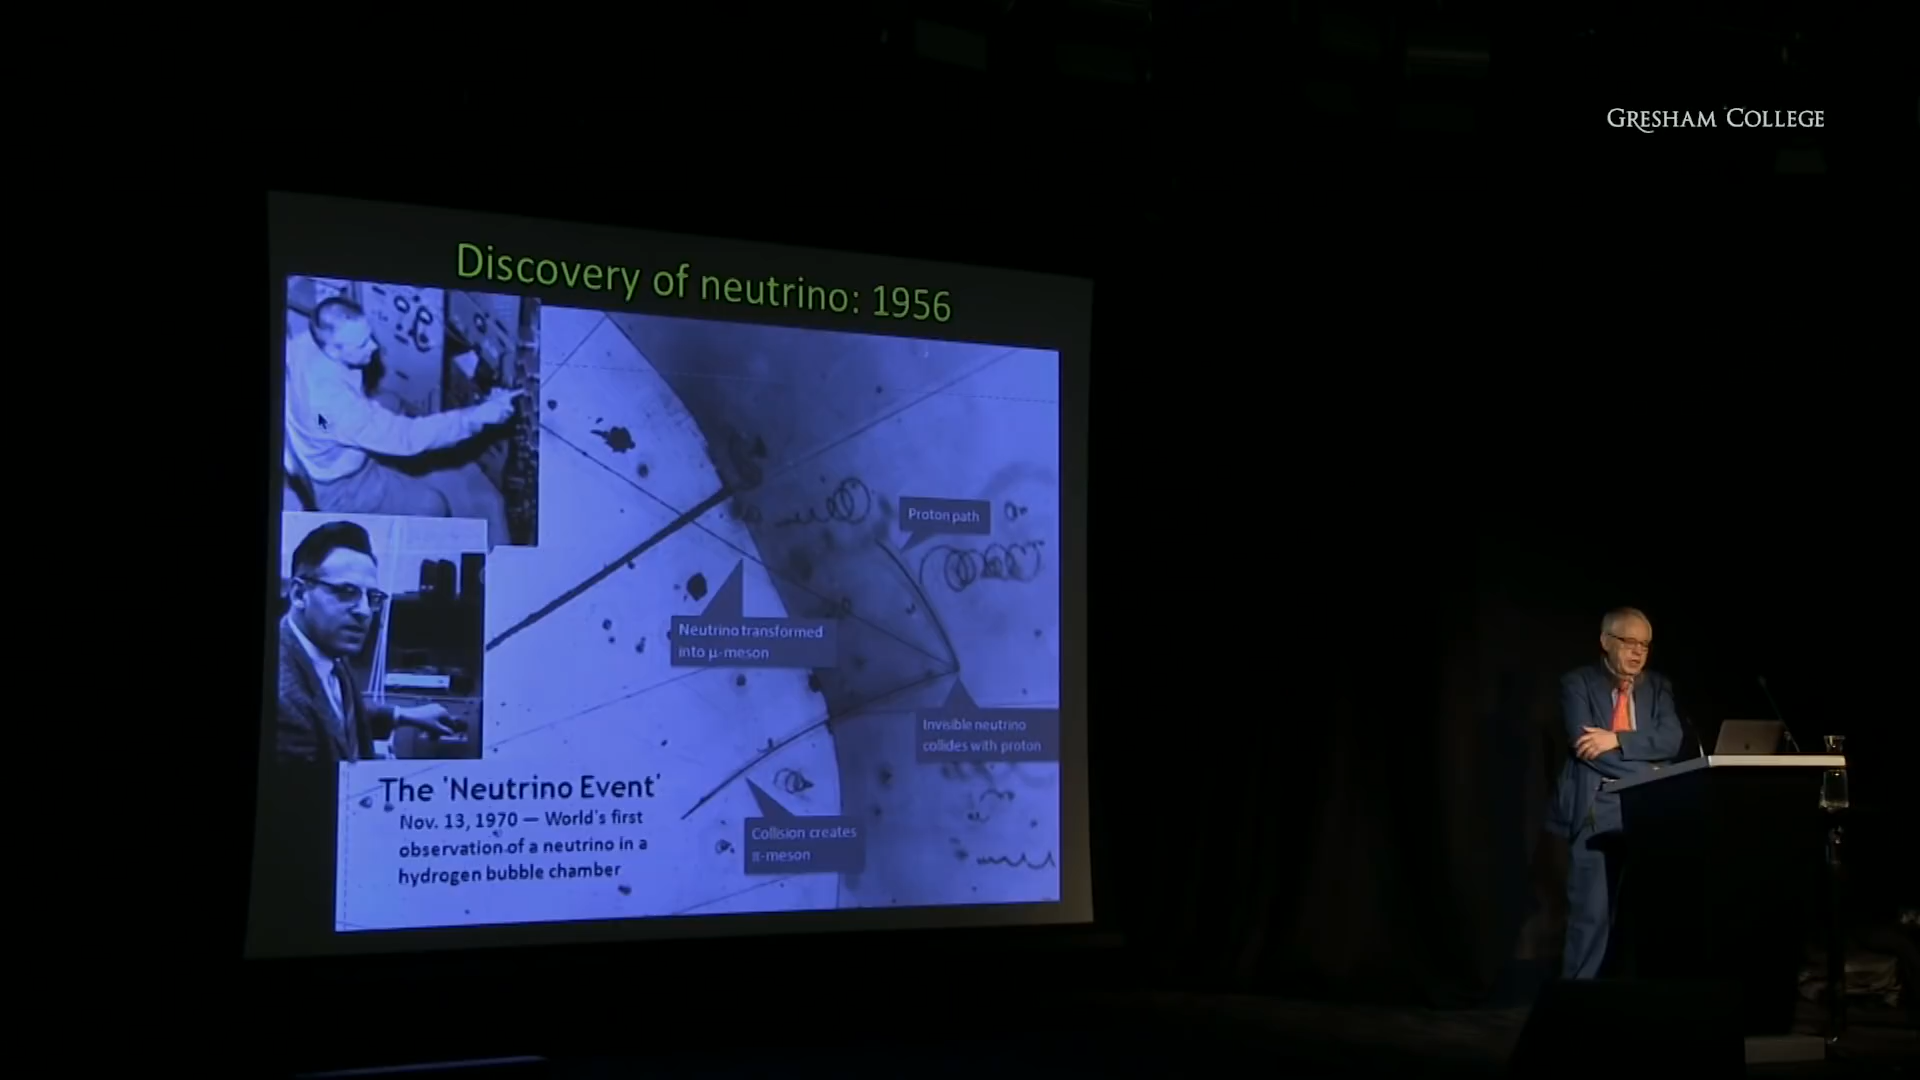 GRESHAM COLLEGE
Discovery of neutrino: 1956
Proton path
Neutrino transformed
into μ-meson
Invisible neutrino
collides with proton
The 'Neutrino Event'
Nov. 13, 1970 — World's first
observation of a neutrino in a
hydrogen bubble chamber
Collision creates
π-meson